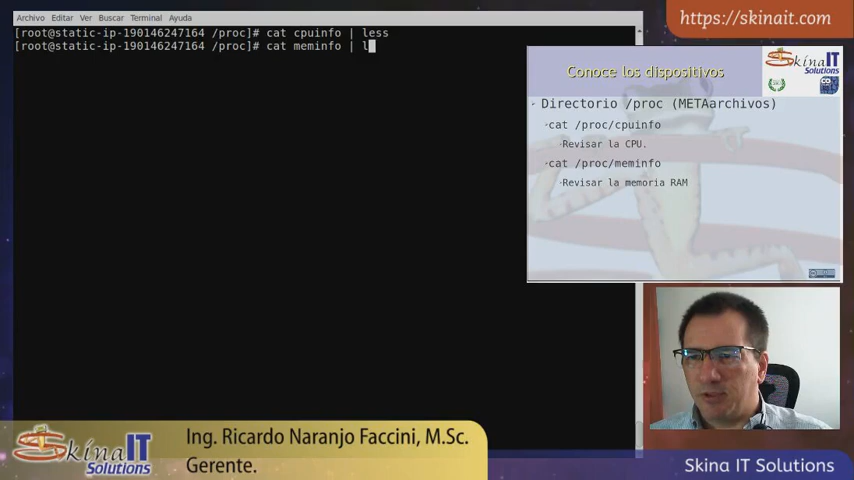 Archivo Editar Ver Buscar Terminal Ayuda
[root@static-ip-190146247164 /proc]# cat cpuinfo | less
[root@static-ip-190146247164 /proc]# cat meminfo | l
https://skinait.com
Conoce los dispositivos
Skína IT
Solutions
Directorio /proc (METAarchivos)
cat /proc/cpuinfo
Revisar la CPU.
cat /proc/meminfo
Revisar la memoria RAM
Skína IT
Solutions
Ing. Ricardo Naranjo Faccini, M.Sc.
Gerente.
Skina IT Solutions